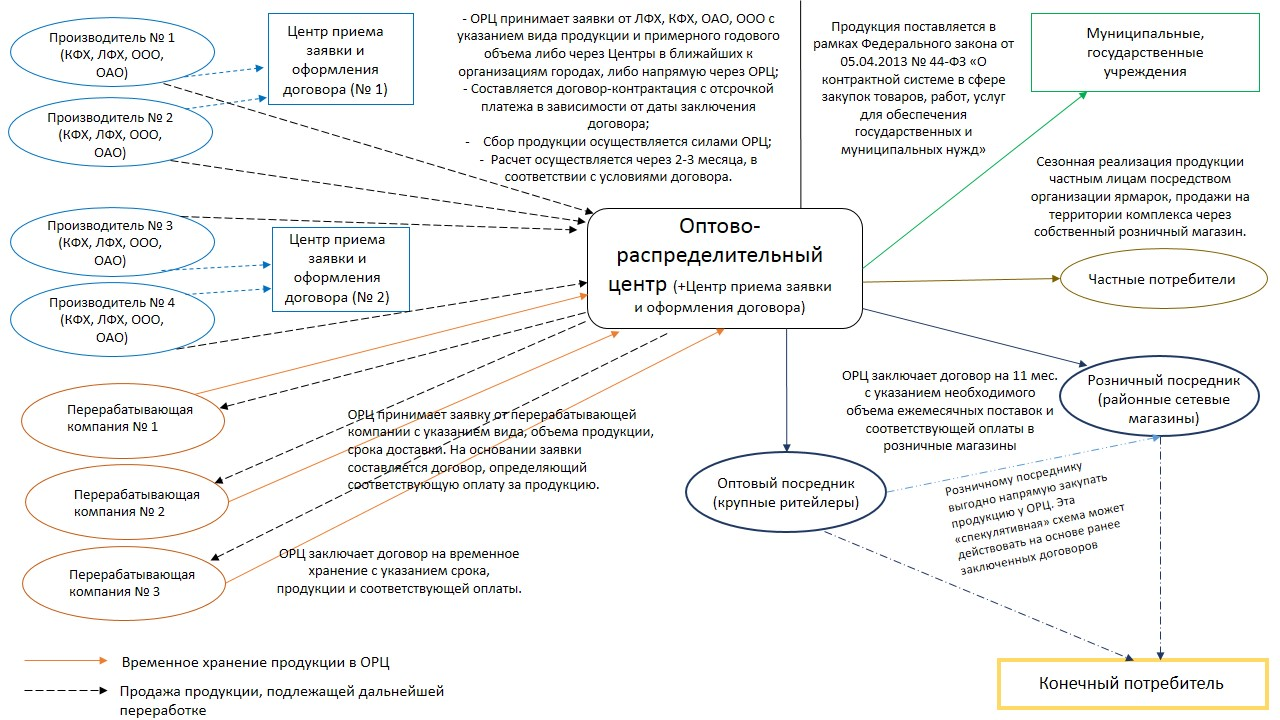 Производитель № 1
(КФХ, ЛФХ, ООО,
ОАО)
Производитель № 2
(КФХ, ЛФХ, ООО,
ОАО)
Центр приема
заявки и
оформления
договора (№ 1)
- ОРЦ принимает заявки от ЛФХ, КФХ, ОАО, ООО с
указанием вида продукции и примерного годового
объема либо через Центры в ближайших к
организациям городах, либо напрямую через ОРЦ;
- Составляется договор-контрактация с отсрочкой
платежа в зависимости от даты заключения
договора;
- Сбор продукции осуществляется силами ОРЦ;
- Расчет осуществляется через 2-3 месяца, в
соответствии с условиями договора.
Продукция поставляется в
рамках Федерального закона от
05.04.2013 № 44-ФЗ «О
контрактной системе в сфере
закупок товаров, работ, услуг
для обеспечения
государственных и
муниципальных нужд»
Муниципальные,
государственные
учреждения
Сезонная реализация продукции
частным лицам посредством
организации ярмарок, продажи на
территории комплекса через
собственный розничный магазин.
Производитель № 3
(КФХ, ЛФХ, ООО,
ОАО)
Производитель № 4
(КФХ, ЛФХ, ООО,
ОАО)
Центр приема
заявки и
оформления
договора (№ 2)
Оптово-
распределительный
центр (+Центр приема заявки
и оформления договора)
Частные потребители
Перерабатывающая
компания № 1
Перерабатывающая
компания № 2
Перерабатывающая
компания № 3
ОРЦ принимает заявку от перерабатывающей
компании с указанием вида, объема продукции,
срока доставки. На основании заявки
составляется договор, определяющий
соответствующую оплату за продукцию.
ОРЦ заключает договор на временное
хранение с указанием срока,
продукции и соответствующей оплаты.
ОРЦ заключает договор на 11 мес.
с указанием необходимого
объема ежемесячных поставок и
соответствующей оплаты в
розничные магазины
Розничный посредник
(районные сетевые
магазины)
Оптовый посредник
(крупные ритейлеры)
Розничному посреднику
выгодно напрямую закупать
продукцию у ОРЦ. Эта
«спекулятивная» схема может
действовать на основе ранее
заключенных договоров
Конечный потребитель
Временное хранение продукции в ОРЦ
Продажа продукции, подлежащей дальнейшей
переработке